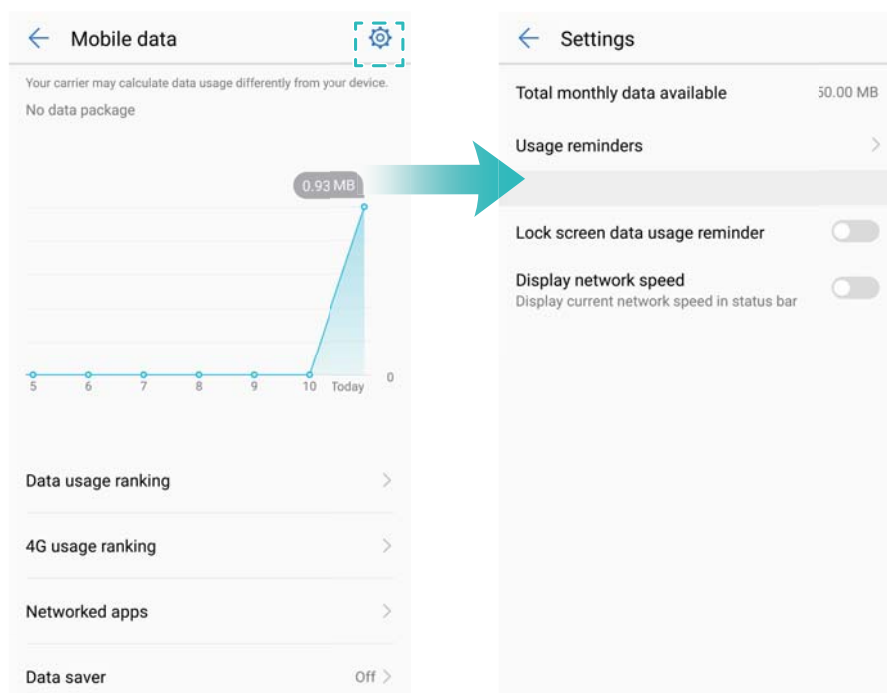 Mobile data
Your carrier may calculate data usage differently from your device.
No data package
0.93 MB
0
5 6 7 8 9 10 Today
Data usage ranking
4G usage ranking
Networked apps
Data saver Off
Settings
Total monthly data available 50.00 MB
Usage reminders
Lock screen data usage reminder
Display network speed
Display current network speed in status bar